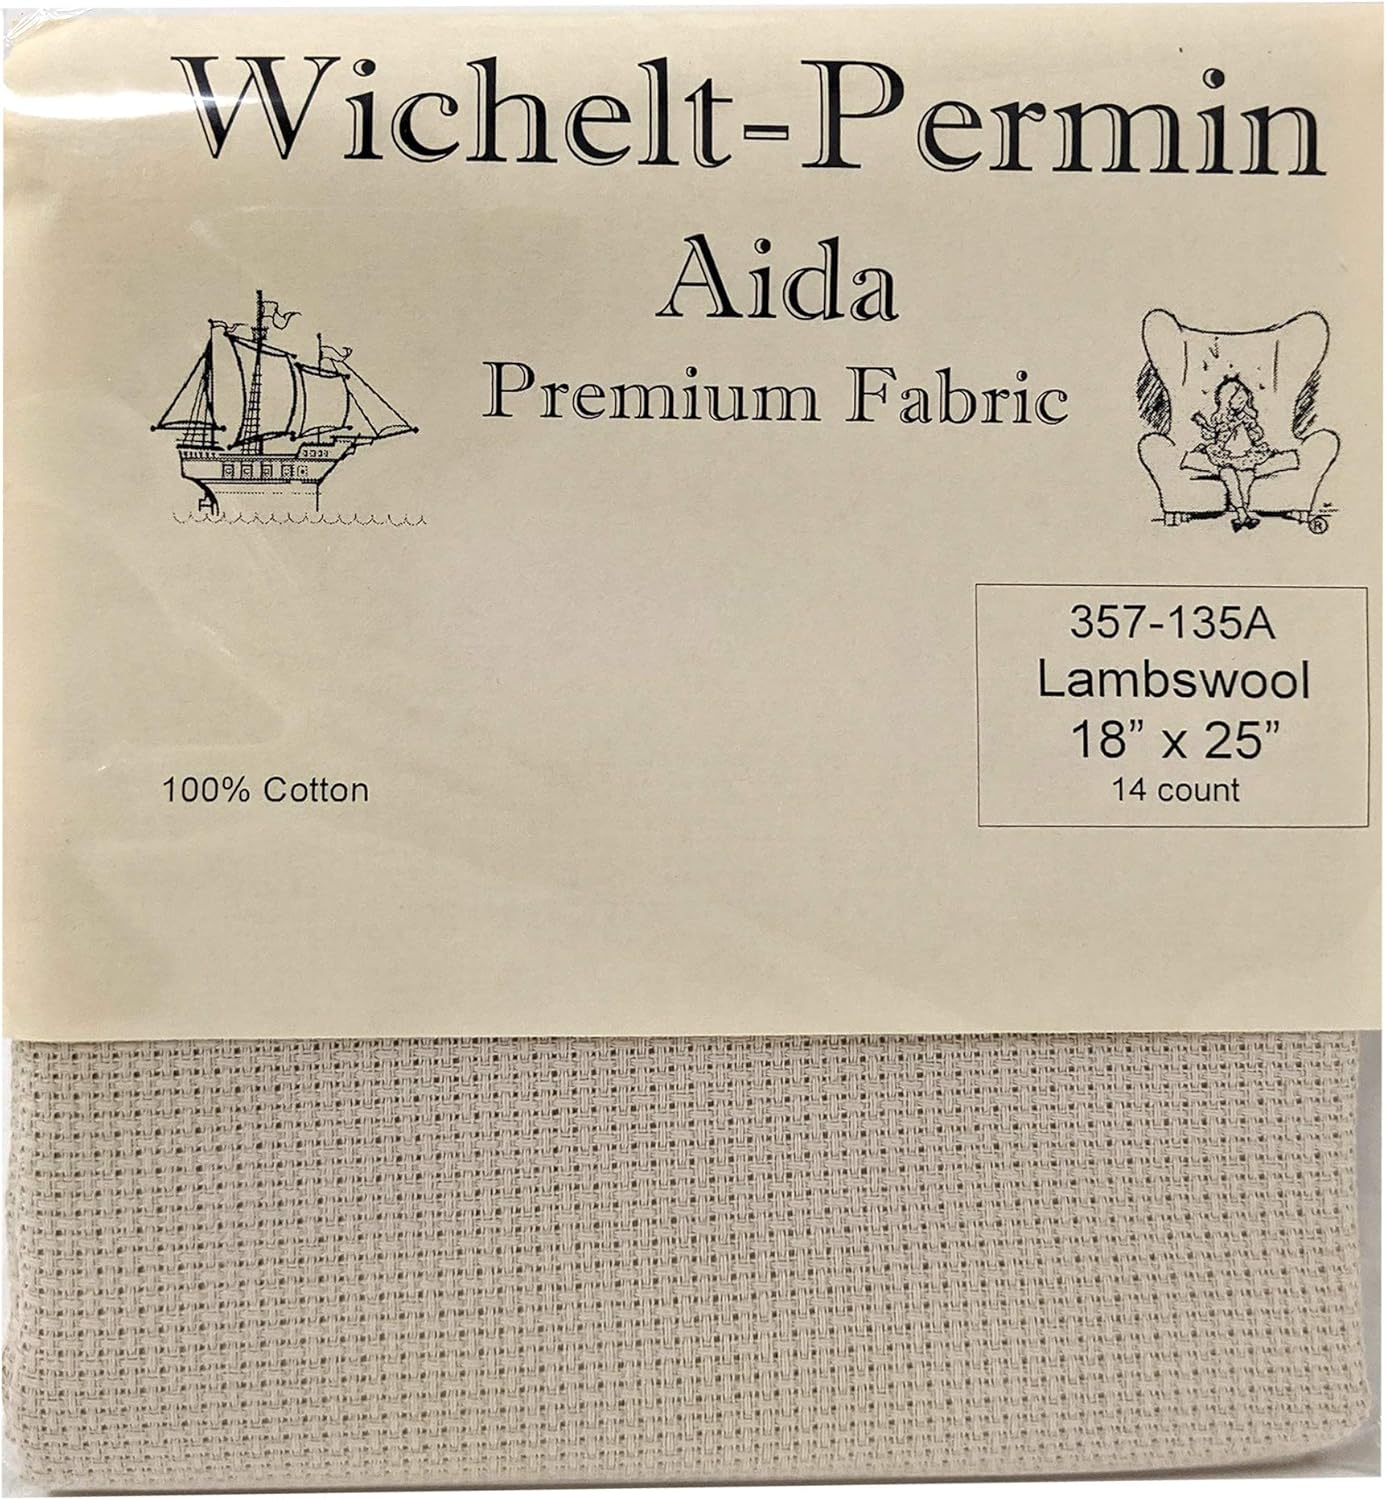 Wichelt-Permin
Aida
Premium Fabric
®
357-135A
Lambswool
18” x 25”
14 count
100% Cotton